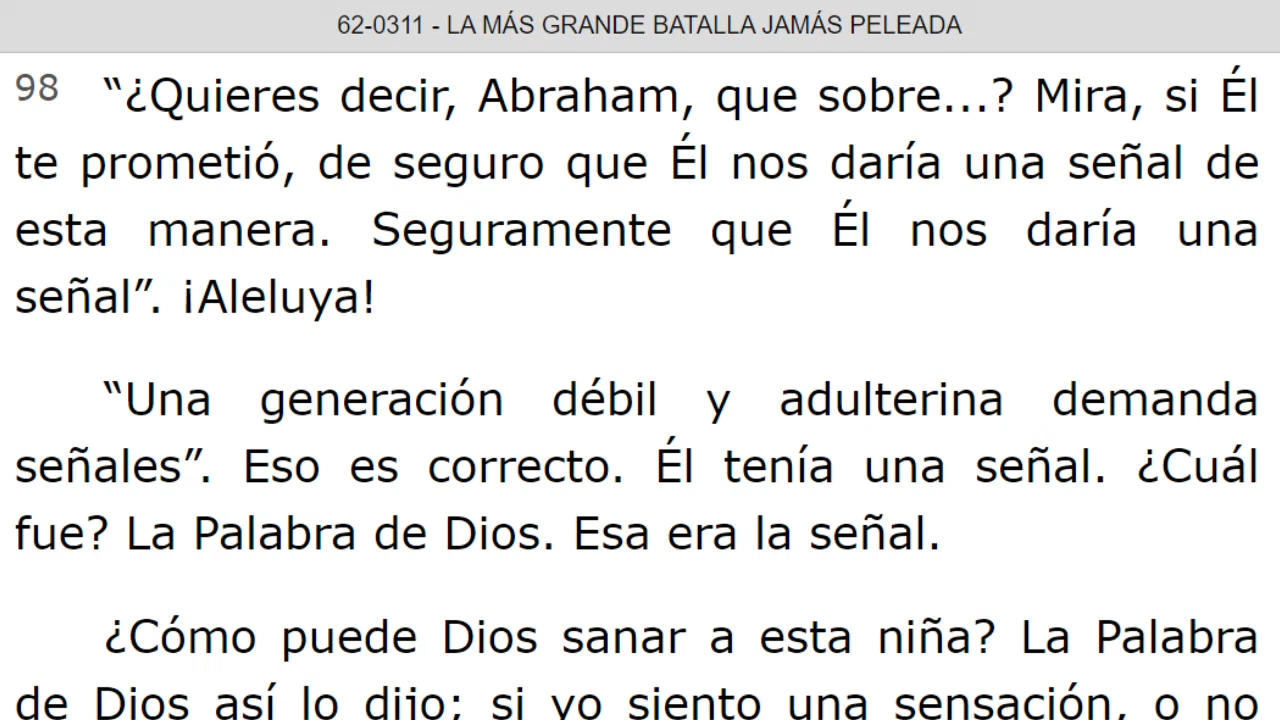 62-0311 - LA MÁS GRANDE BATALLA JAMÁS PELEADA
98 “¿Quieres decir, Abraham, que sobre...? Mira, si Él
te prometió, de seguro que Él nos daría una señal de
esta manera. Seguramente que Él nos daría una
señal”. ¡Aleluya!
“Una generación débil y adulterina demanda
señales”. Eso es correcto. Él tenía una señal. ¿Cuál
fue? La Palabra de Dios. Esa era la señal.
¿Cómo puede Dios sanar a esta niña? La Palabra
de Dios así lo dijo; si yo siento una sensación, o no